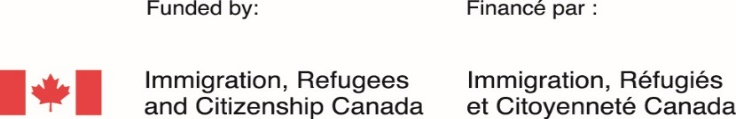 Funded by:
Financé par :
Immigration, Refugees
and Citizenship Canada
Immigration, Réfugiés
et Citoyenneté Canada